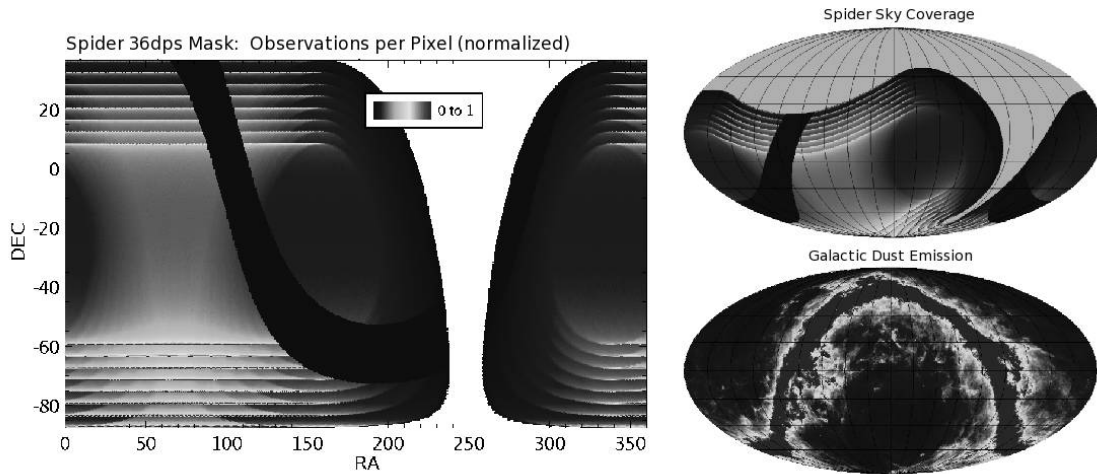 Spider 36dps Mask: Observations per Pixel (normalized)
0 to 1
20
0
-20
-40
-60
-80
DEC
0
50
100
150
200
250
300
350
RA
Spider Sky Coverage
Galactic Dust Emission